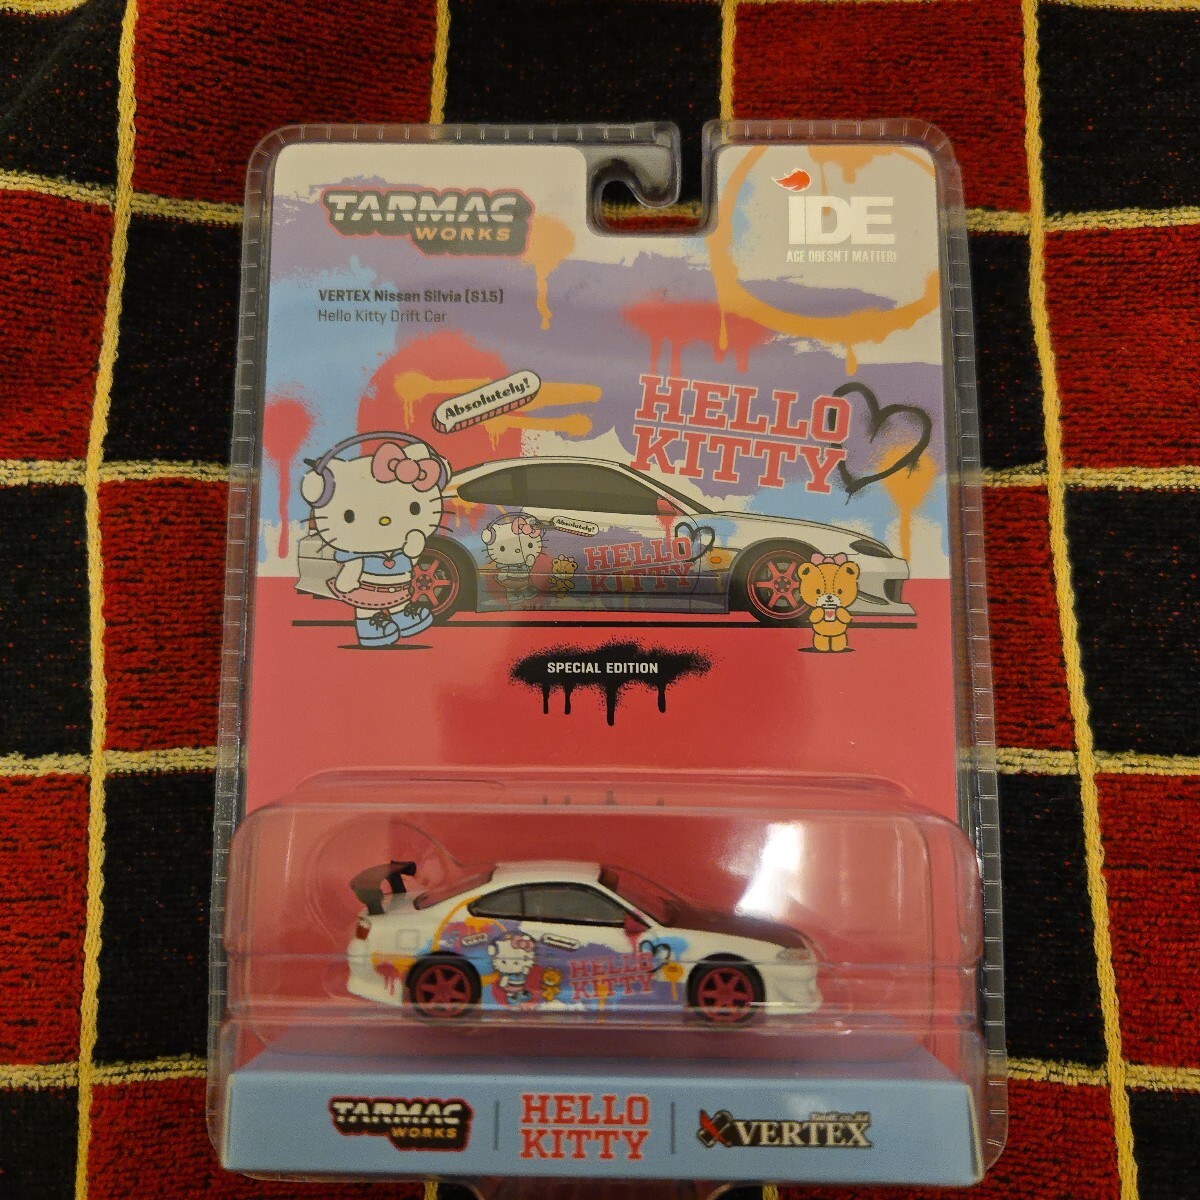 TARMAC
WORKS
IDE
AGE DOESN'T MATTER!
VERTEX Nissan Silvia (S15)
Hello Kitty Drift Car
Absolutely!
HELLO
KITTY
Absolutely!
HELLO
KITTY
SPECIAL EDITION
HELLO
KITTY
TARMAC
WORKS
HELLO
KITTY
VERTEX